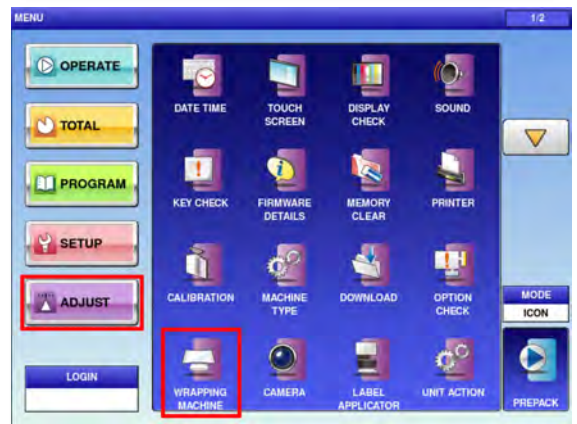 MENU
1/2
OPERATE
TOTAL
PROGRAM
SETUP
ADJUST
LOGIN
DATE TIME
TOUCH
SCREEN
DISPLAY
CHECK
SOUND
KEY CHECK
FIRMWARE
DETAILS
MEMORY
CLEAR
PRINTER
CALIBRATION
MACHINE
TYPE
DOWNLOAD
OPTION
CHECK
WRAPPING
MACHINE
CAMERA
LABEL
APPLICATOR
UNIT ACTION
MODE
ICON
PREPACK